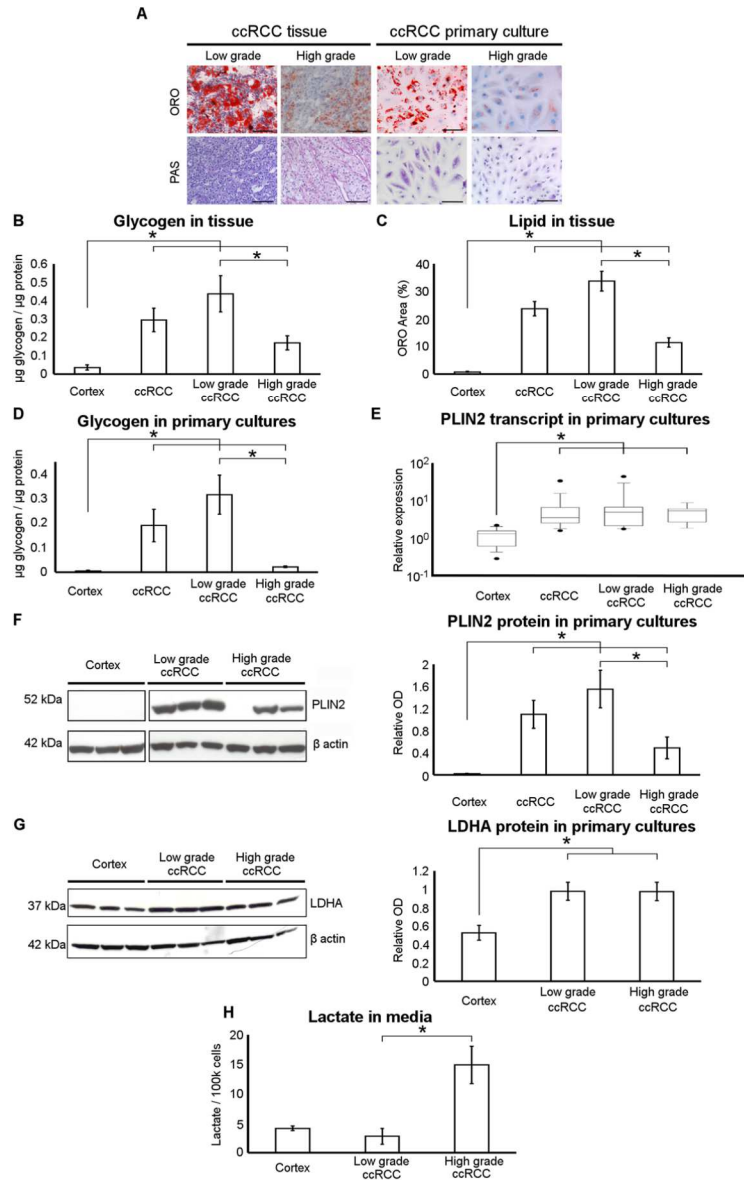 A
ccRCC tissue
ccRCC primary culture
Low grade
High grade
Low grade
High grade
ORO
PAS
B
Glycogen in tissue
*
*
µg glycogen / µg protein
0.6
0.5
0.4
0.3
0.2
0.1
0
Cortex
ccRCC
Low grade
ccRCC
High grade
ccRCC
C
Lipid in tissue
*
*
ORO Area (%)
40
30
20
10
0
Cortex
ccRCC
Low grade
ccRCC
High grade
ccRCC
D
Glycogen in primary cultures
*
*
µg glycogen / µg protein
0.4
0.3
0.2
0.1
0
Cortex
ccRCC
Low grade
ccRCC
High grade
ccRCC
E
PLIN2 transcript in primary cultures
*
Relative expression
10²
10¹
10⁰
10⁻¹
Cortex
ccRCC
Low grade
ccRCC
High grade
ccRCC
F
Cortex
Low grade
ccRCC
High grade
ccRCC
52 kDa
PLIN2
42 kDa
β actin
PLIN2 protein in primary cultures
*
*
Relative OD
2
1.6
1.2
0.8
0.4
0
Cortex
ccRCC
Low grade
ccRCC
High grade
ccRCC
G
Cortex
Low grade
ccRCC
High grade
ccRCC
37 kDa
LDHA
42 kDa
β actin
LDHA protein in primary cultures
*
Relative OD
1.2
1
0.8
0.6
0.4
0.2
0
Cortex
Low grade
ccRCC
High grade
ccRCC
H
Lactate in media
*
Lactate / 100k cells
20
15
10
5
0
Cortex
Low grade
ccRCC
High grade
ccRCC